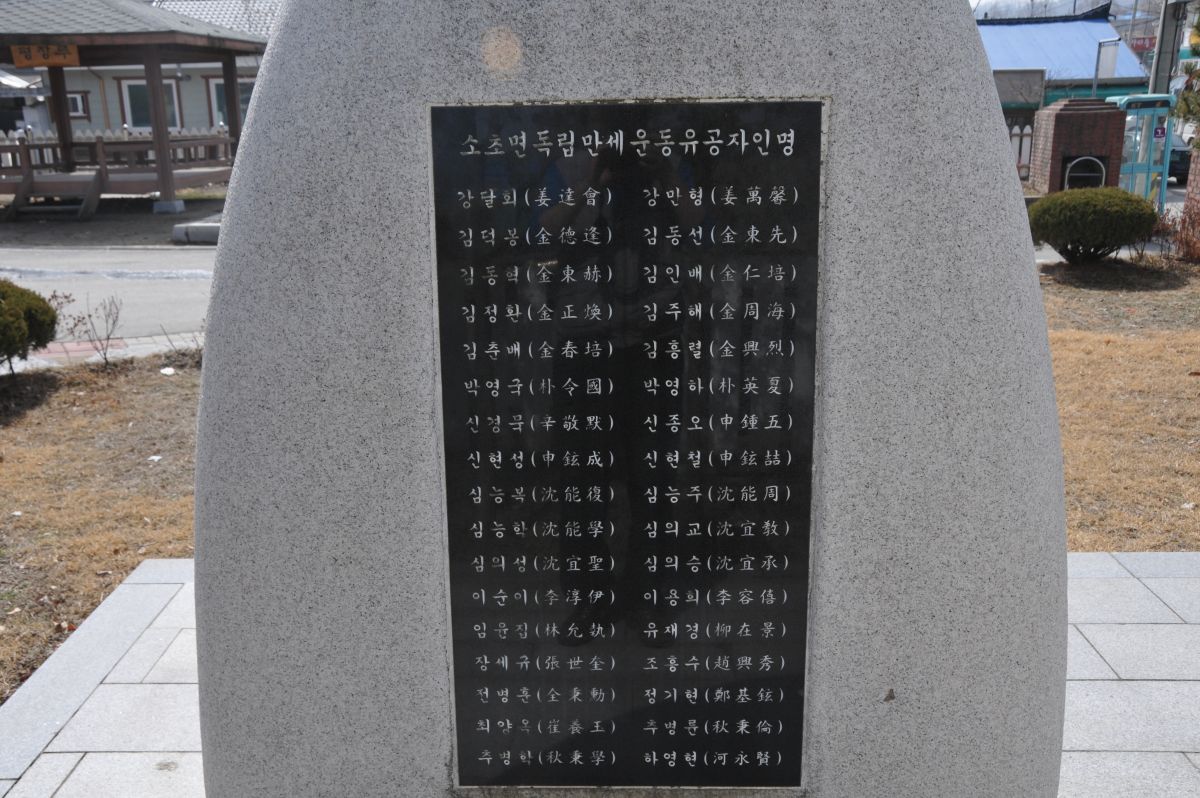 평창루
소초면독립만세운동유공자인명
강달회(姜達會) 강만형(姜萬馨)
김덕봉(金德逢) 김동선(金東先)
김동혁(金東赫) 김인배(金仁培)
김정환(金正煥) 김주해(金周海)
김춘배(金春培) 김흥렬(金興烈)
박영국(朴令國) 박영하(朴英夏)
신경묵(辛敬默) 신종오(申鍾五)
신현성(申鉉成) 신현철(申鉉喆)
심능복(沈能復) 심능주(沈能周)
심능학(沈能學) 심의교(沈宜敎)
심의성(沈宜聖) 심의승(沈宜承)
이순이(李淳伊) 이용희(李容僖)
임윤집(林允執) 유재경(柳在景)
장세규(張世奎) 조흥수(趙興秀)
전병훈(全秉勳) 정기현(鄭基鉉)
최양옥(崔養玉) 추병륜(秋秉倫)
추병학(秋秉學) 하영현(河永賢)